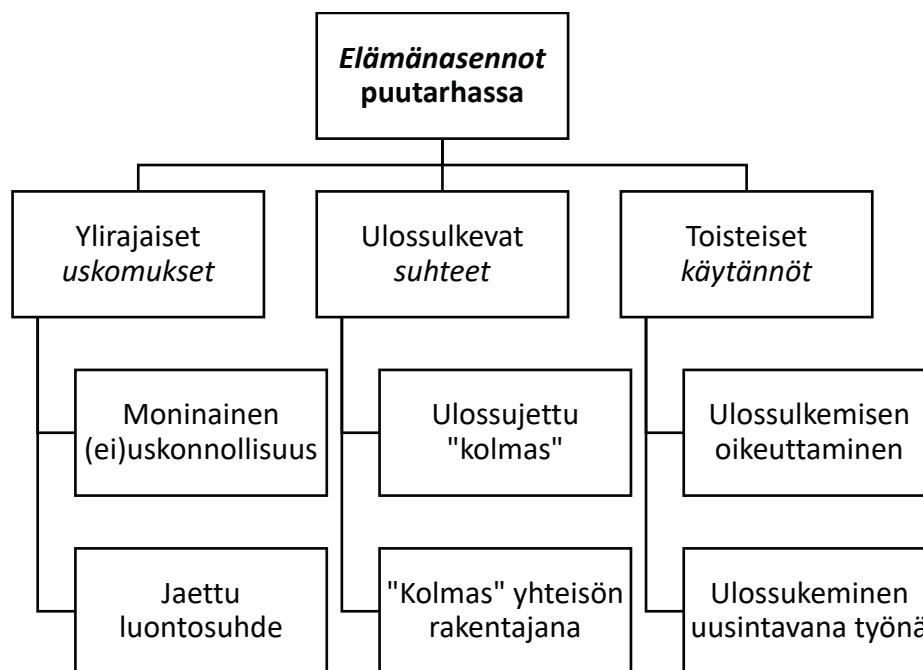 Elämänasennot
puutarhassa
Ylirajaiset
uskomukset
Ulossulkevat
suhteet
Toisteiset
käytännöt
Moninainen
(ei)uskonnollisuus
Ulossujettu
"kolmas"
Ulossulkemisen
oikeuttaminen
Jaettu
luontosuhde
"Kolmas" yhteisön
rakentajana
Ulossukeminen
uusintavana työnä